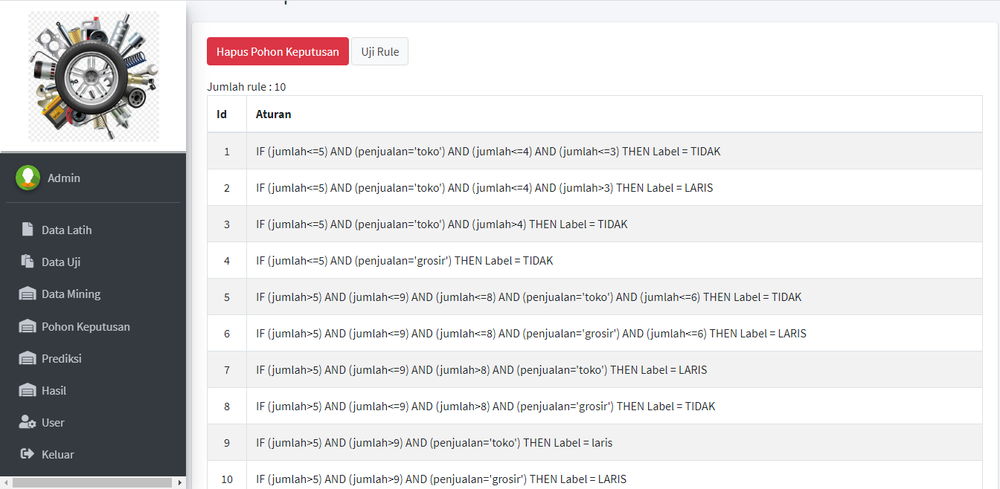 Hapus Pohon Keputusan
Uji Rule
Jumlah rule : 10
Id Aturan
1 IF (jumlah<=5) AND (penjualan='toko') AND (jumlah<=4) AND (jumlah<=3) THEN Label = TIDAK
2 IF (jumlah<=5) AND (penjualan='toko') AND (jumlah<=4) AND (jumlah>3) THEN Label = LARIS
3 IF (jumlah<=5) AND (penjualan='toko') AND (jumlah>4) THEN Label = TIDAK
4 IF (jumlah<=5) AND (penjualan='grosir') THEN Label = TIDAK
5 IF (jumlah>5) AND (jumlah<=9) AND (jumlah<=8) AND (penjualan='toko') AND (jumlah<=6) THEN Label = TIDAK
6 IF (jumlah>5) AND (jumlah<=9) AND (jumlah<=8) AND (penjualan='grosir') AND (jumlah<=6) THEN Label = LARIS
7 IF (jumlah>5) AND (jumlah<=9) AND (jumlah>8) AND (penjualan='toko') THEN Label = LARIS
8 IF (jumlah>5) AND (jumlah<=9) AND (jumlah>8) AND (penjualan='grosir') THEN Label = TIDAK
9 IF (jumlah>5) AND (jumlah>9) AND (penjualan='toko') THEN Label = laris
10 IF (jumlah>5) AND (jumlah>9) AND (penjualan='grosir') THEN Label = LARIS
Admin
Data Latih
Data Uji
Data Mining
Pohon Keputusan
Prediksi
Hasil
User
Keluar